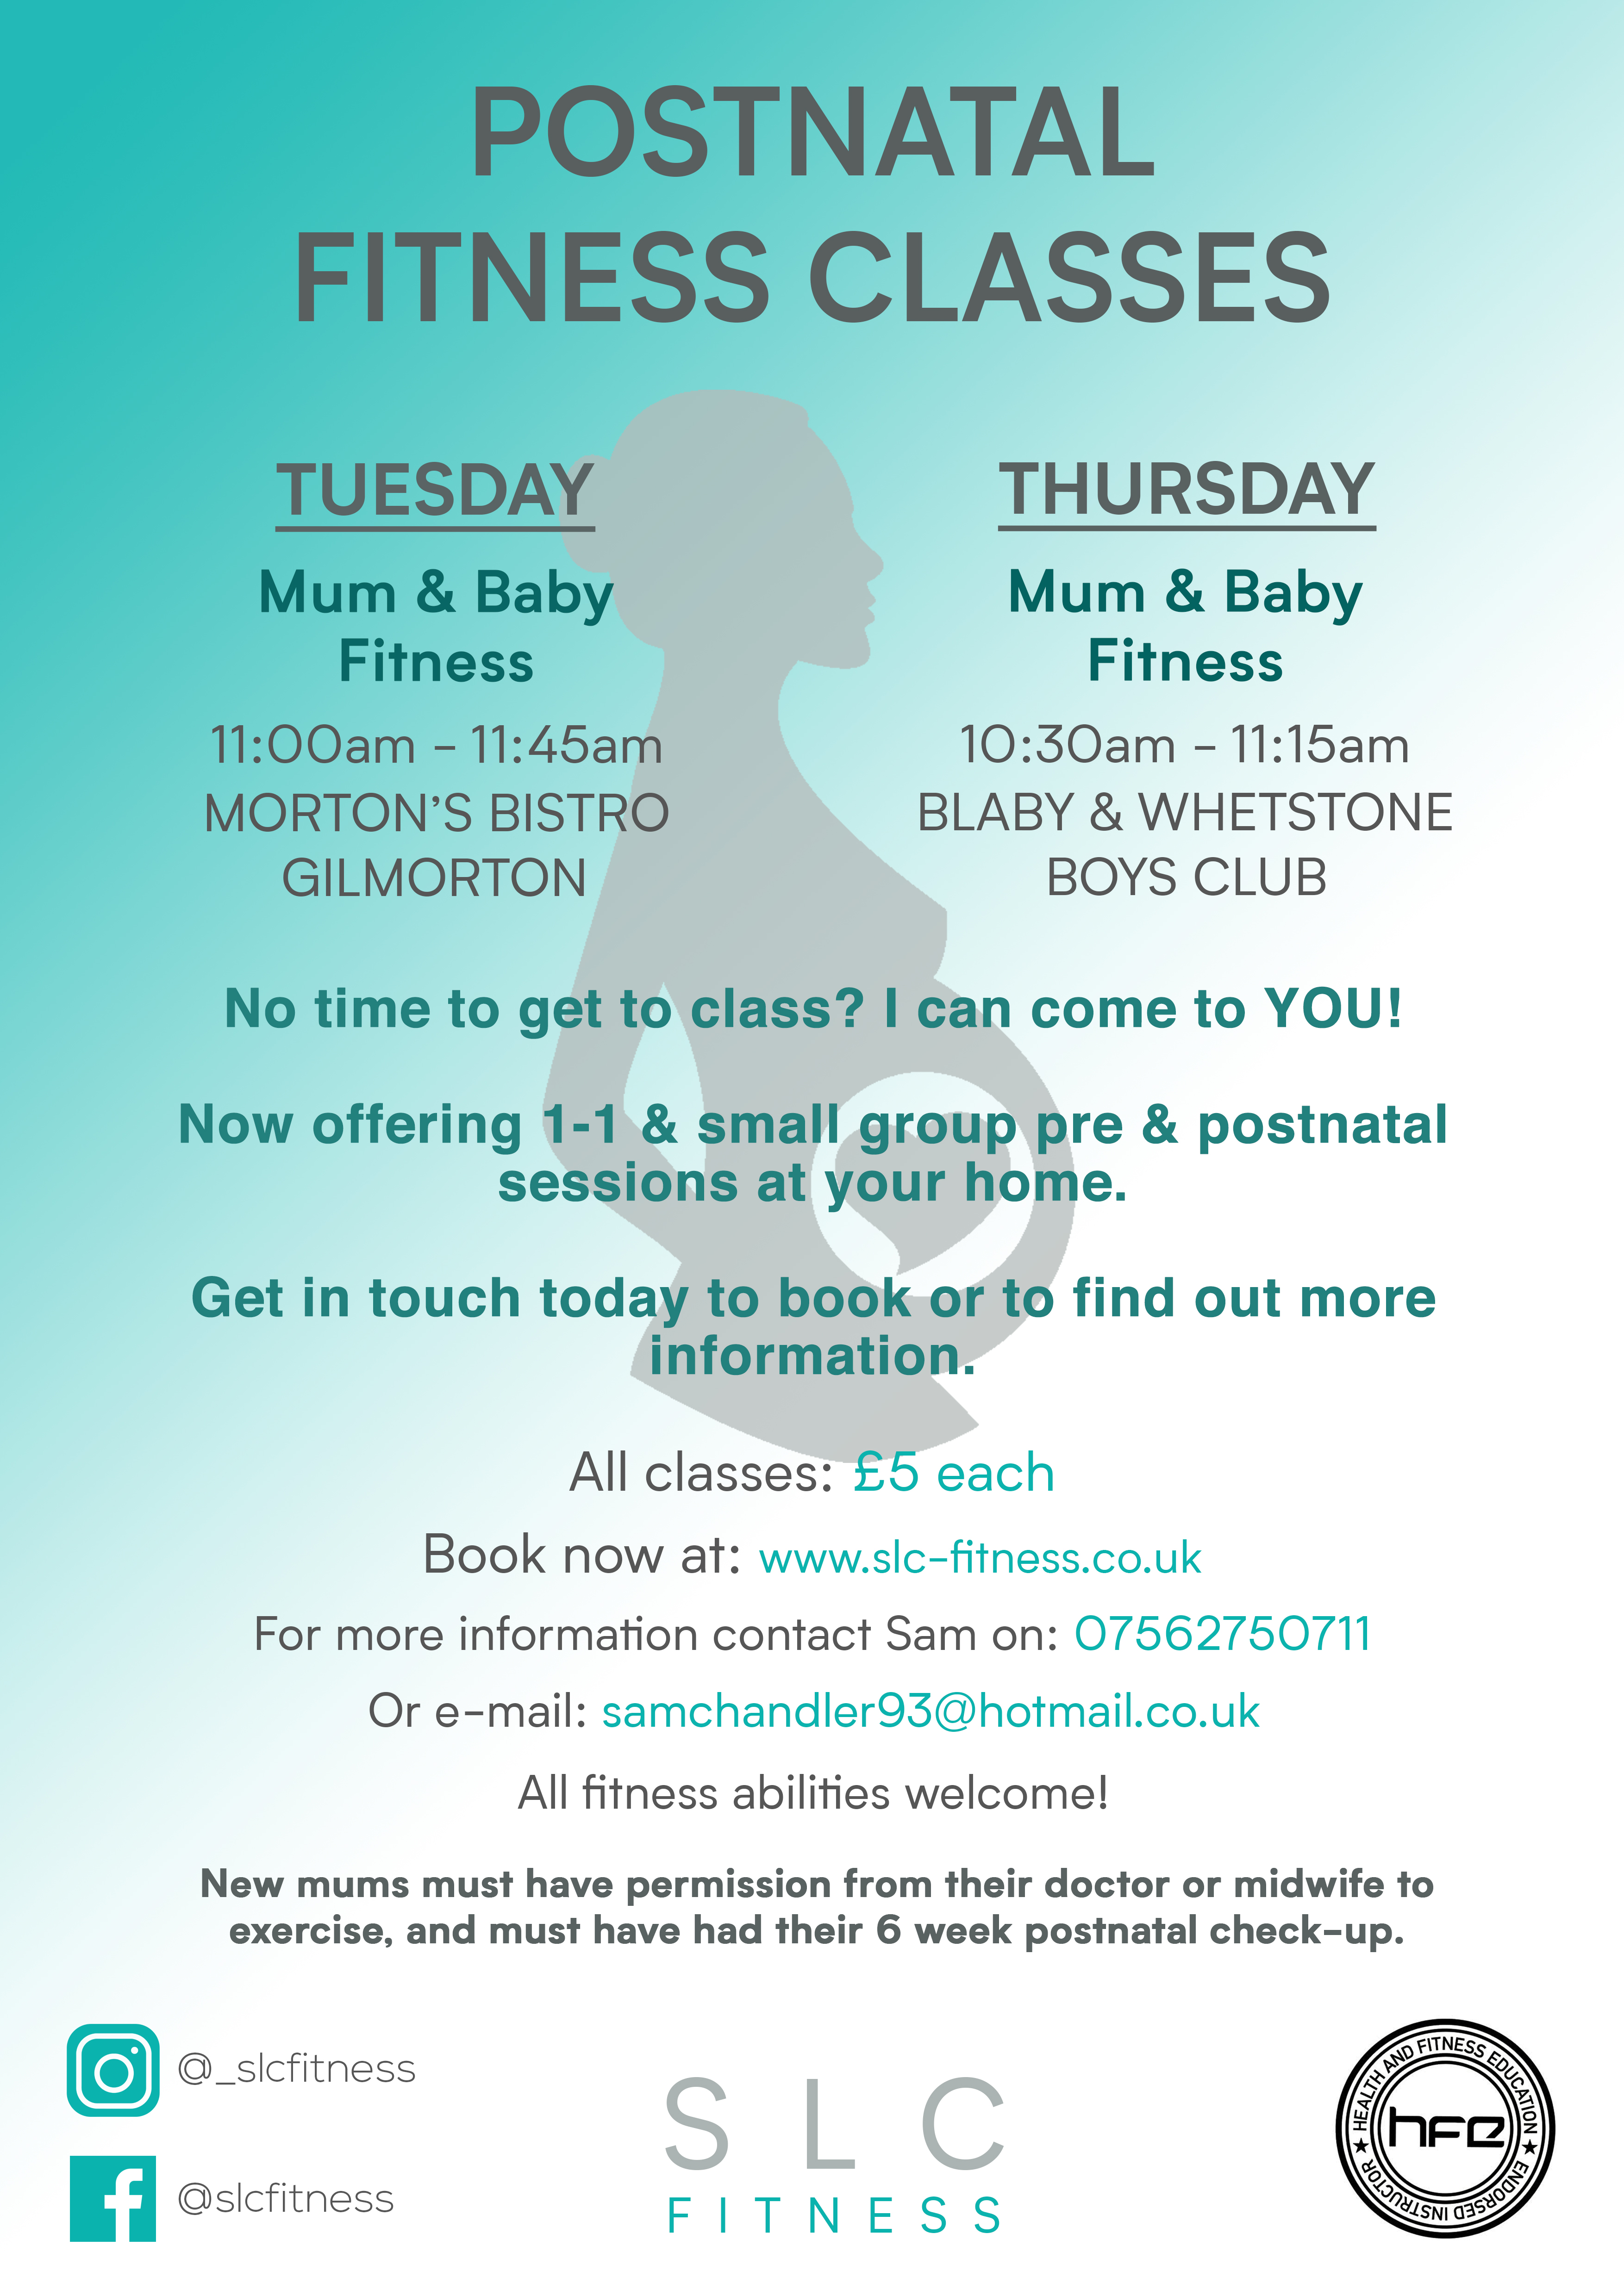 POSTNATAL
FITNESS CLASSES
TUESDAY
Mum & Baby
Fitness
11:00am - 11:45am
MORTON'S BISTRO
GILMORTON
THURSDAY
Mum & Baby
Fitness
10:30am - 11:15am
BLABY & WHETSTONE
BOYS CLUB
No time to get to class? I can come to YOU!
Now offering 1-1 & small group pre & postnatal
sessions at your home.
Get in touch today to book or to find out more
information.
All classes: £5 each
Book now at: www.slc-fitness.co.uk
For more information contact Sam on: 07562750711
Or e-mail: samchandler93@hotmail.co.uk
All fitness abilities welcome!
New mums must have permission from their doctor or midwife to
exercise, and must have had their 6 week postnatal check-up.
@_slcfitness
@slcfitness
SLC
FITNESS
HEALTH AND FITNESS EDUCATION
hfe
ENDORSED INSTRUCTOR